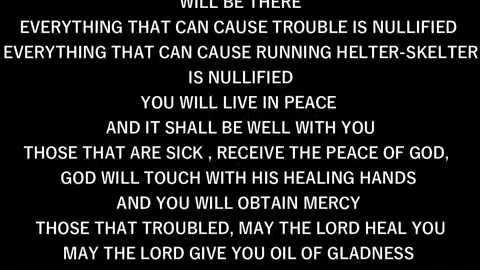 WILL BE THERE
EVERYTHING THAT CAN CAUSE TROUBLE IS NULLIFIED
EVERYTHING THAT CAN CAUSE RUNNING HELTER-SKELTER
IS NULLIFIED
YOU WILL LIVE IN PEACE
AND IT SHALL BE WELL WITH YOU
THOSE THAT ARE SICK , RECEIVE THE PEACE OF GOD,
GOD WILL TOUCH WITH HIS HEALING HANDS
AND YOU WILL OBTAIN MERCY
THOSE THAT TROUBLED, MAY THE LORD HEAL YOU
MAY THE LORD GIVE YOU OIL OF GLADNESS